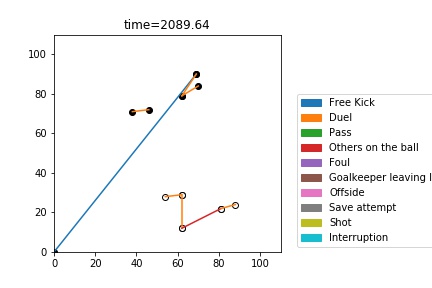 time=2089.64
100
80
60
40
20
0
0 20 40 60 80 100
Free Kick
Duel
Pass
Others on the ball
Foul
Goalkeeper leaving l
Offside
Save attempt
Shot
Interruption